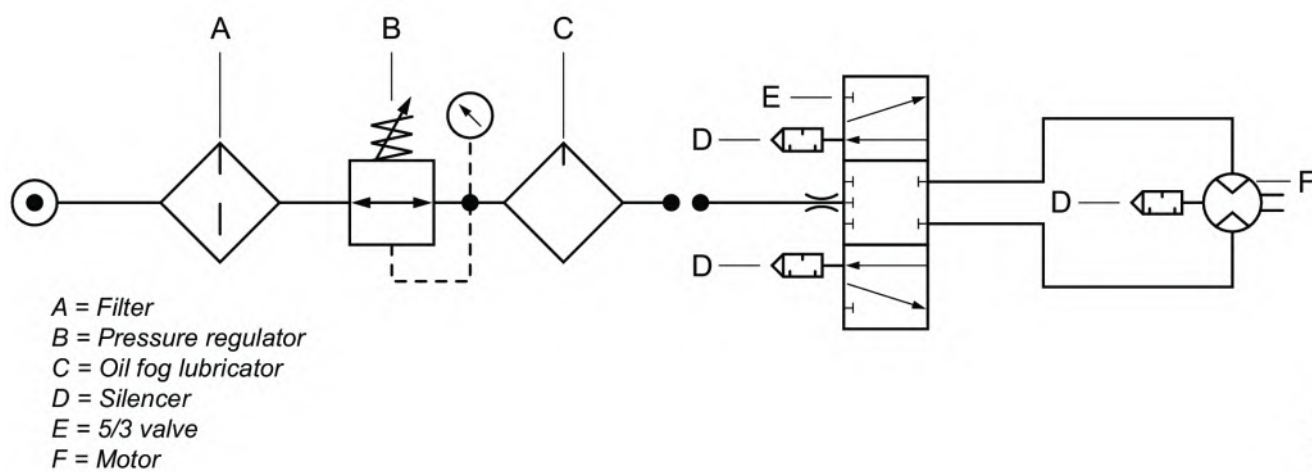 A
B
C
E
D
F
D
D
A = Filter
B = Pressure regulator
C = Oil fog lubricator
D = Silencer
E = 5/3 valve
F = Motor